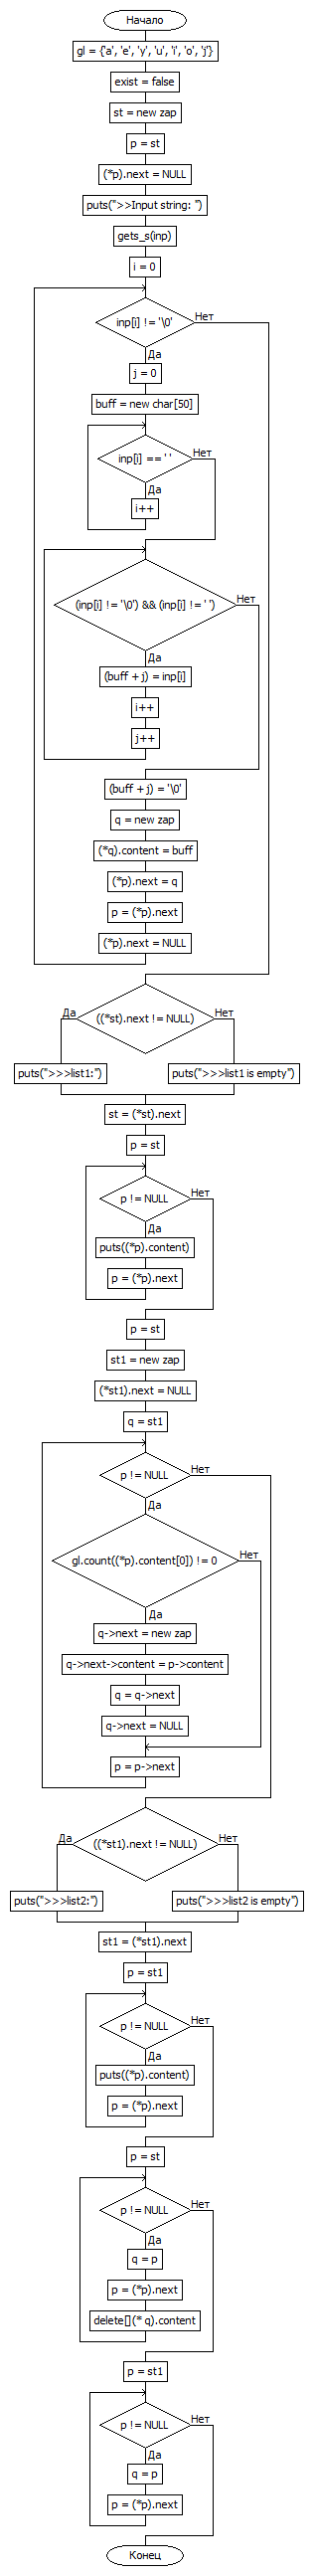 Начало
gl = {'a', 'e', 'y', 'u', 'i', 'o', 'j'}
exist = false
st = new zap
p = st
(*p).next = NULL
puts(">>Input string: ")
gets_s(inp)
i = 0
inp[i] != '\0'
Нет
Да
j = 0
buff = new char[50]
inp[i] == ' '
Нет
Да
i++
(inp[i] != '\0') && (inp[i] != ' ')
Нет
Да
(buff + j) = inp[i]
i++
j++
(buff + j) = '\0'
q = new zap
(*q).content = buff
(*p).next = q
p = (*p).next
(*p).next = NULL
Да ((*st).next != NULL) Нет
puts(">>>list1:") puts(">>>list1 is empty")
st = (*st).next
p = st
p != NULL
Нет
Да
puts((*p).content)
p = (*p).next
p = st
st1 = new zap
(*st1).next = NULL
q = st1
p != NULL
Нет
Да
gl.count((*p).content[0]) != 0
Нет
Да
q->next = new zap
q->next->content = p->content
q = q->next
q->next = NULL
p = p->next
Да ((*st1).next != NULL) Нет
puts(">>>list2:") puts(">>>list2 is empty")
st1 = (*st1).next
p = st1
p != NULL
Нет
Да
puts((*p).content)
p = (*p).next
p = st
p != NULL
Нет
Да
q = p
p = (*p).next
delete[](* q).content
p = st1
p != NULL
Нет
Да
q = p
p = (*p).next
Конец